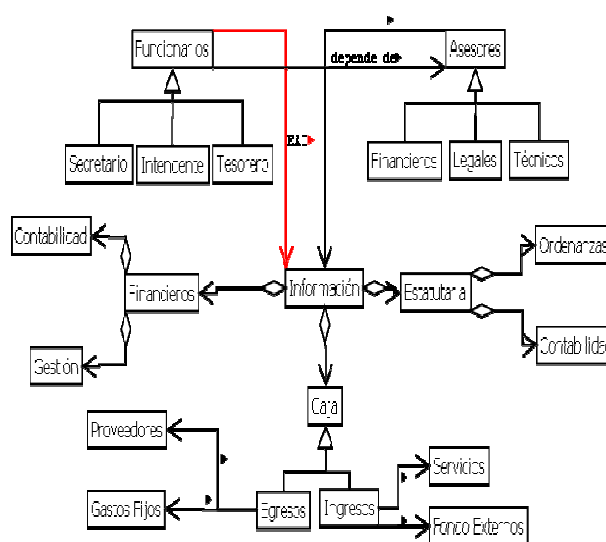 Funcionarios
Asesores
depende de
Secretario
Intendente
Tesorero
Financieros
Legales
Técnicos
Contabilidad
Ordenanzas
Financieros
Información
Estatutaria
Gestión
Contabilidad
Caja
Proveedores
Servicios
Gastos Fijos
Egresos
Ingresos
Fondo Externos